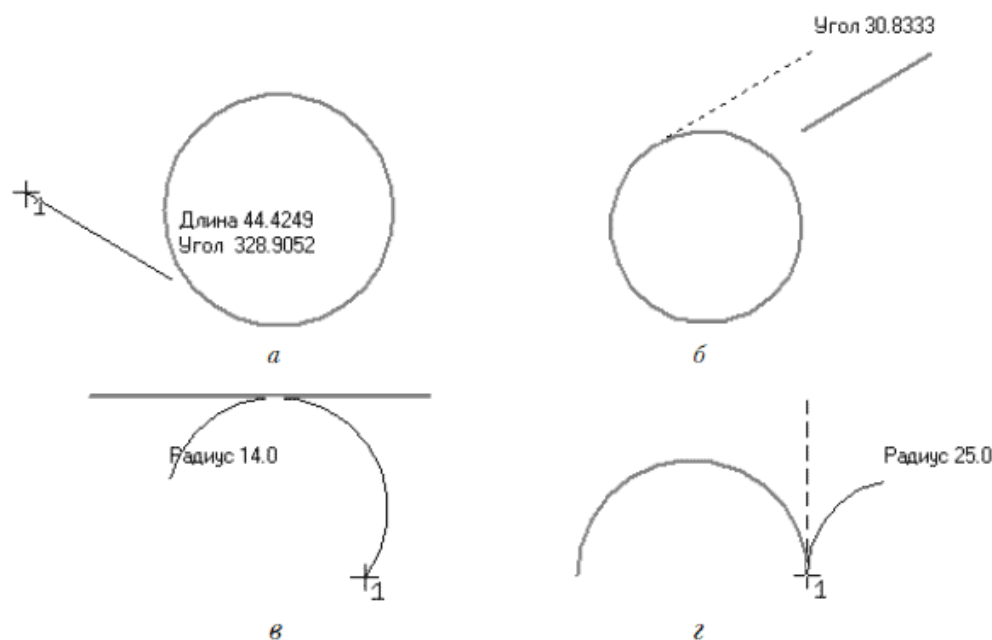 Угол 30.8333
1
Длина 44.4249
Угол 328.9052
а
б
Радиус 14.0
Радиус 25.0
1
1
в
г